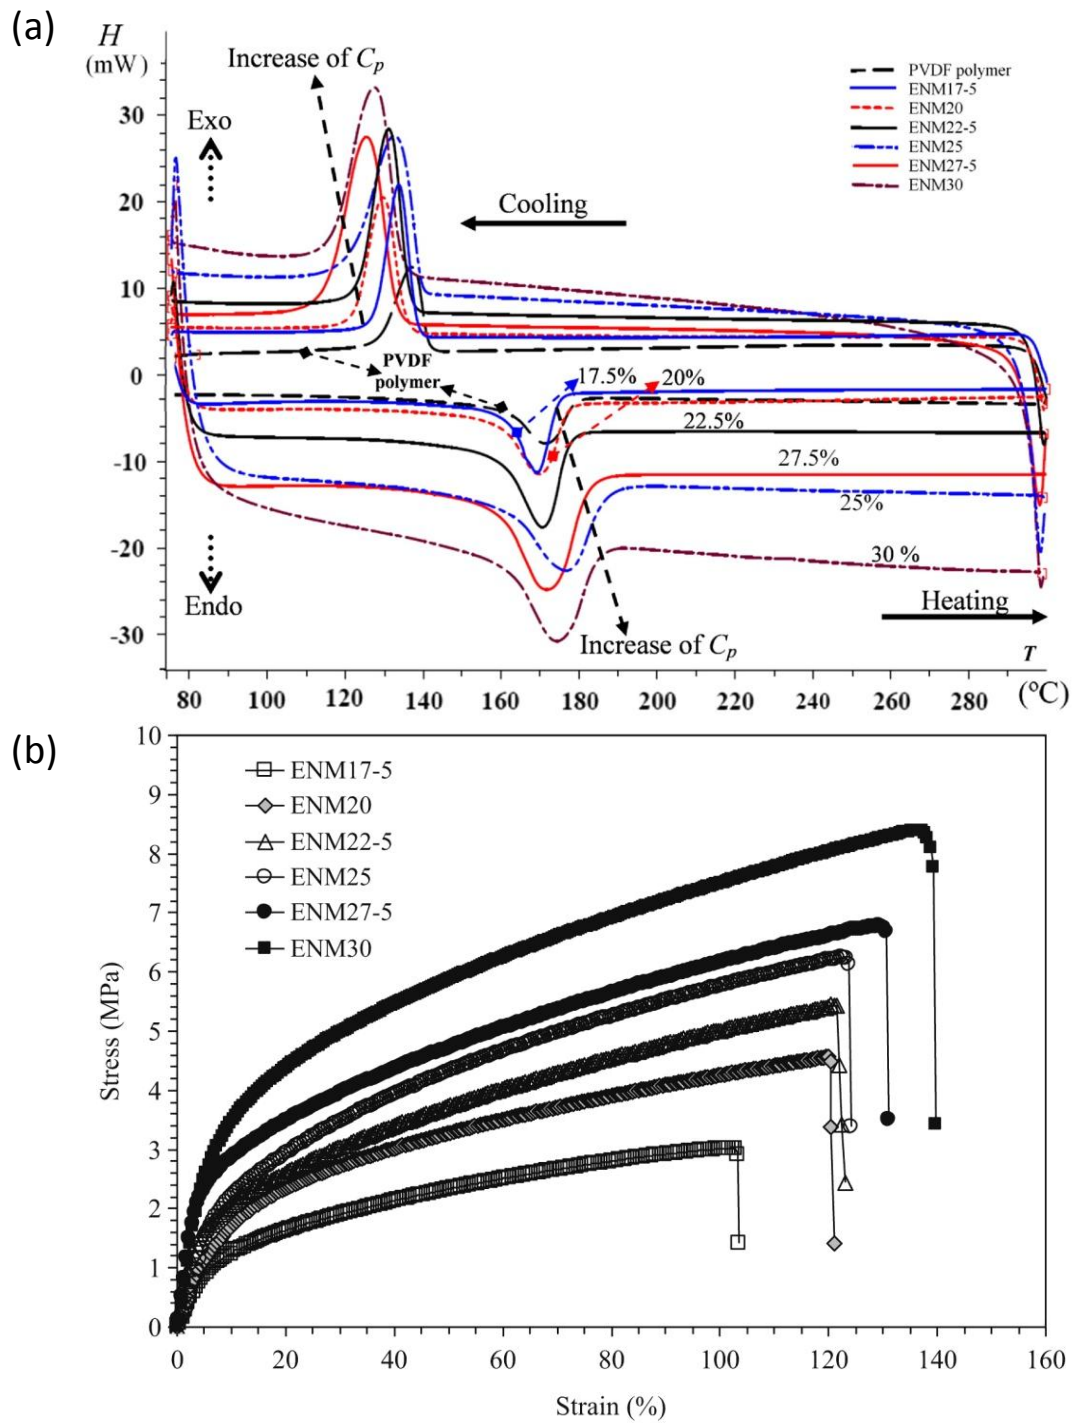 (a)
H
(mW)
Increase of Cp
Exo
Cooling
PVDF polymer
ENM17-5
ENM20
ENM22-5
ENM25
ENM27-5
ENM30
30
20
10
0
-10
-20
-30
PVDF
polymer
17.5%
20%
22.5%
27.5%
25%
30 %
Endo
Heating
Increase of Cp
T
80 100 120 140 160 180 200 220 240 260 280 (°C)
(b)
10
9
8
7
6
5
4
3
2
1
0
Stress (MPa)
ENM17-5
ENM20
ENM22-5
ENM25
ENM27-5
ENM30
0 20 40 60 80 100 120 140 160
Strain (%)